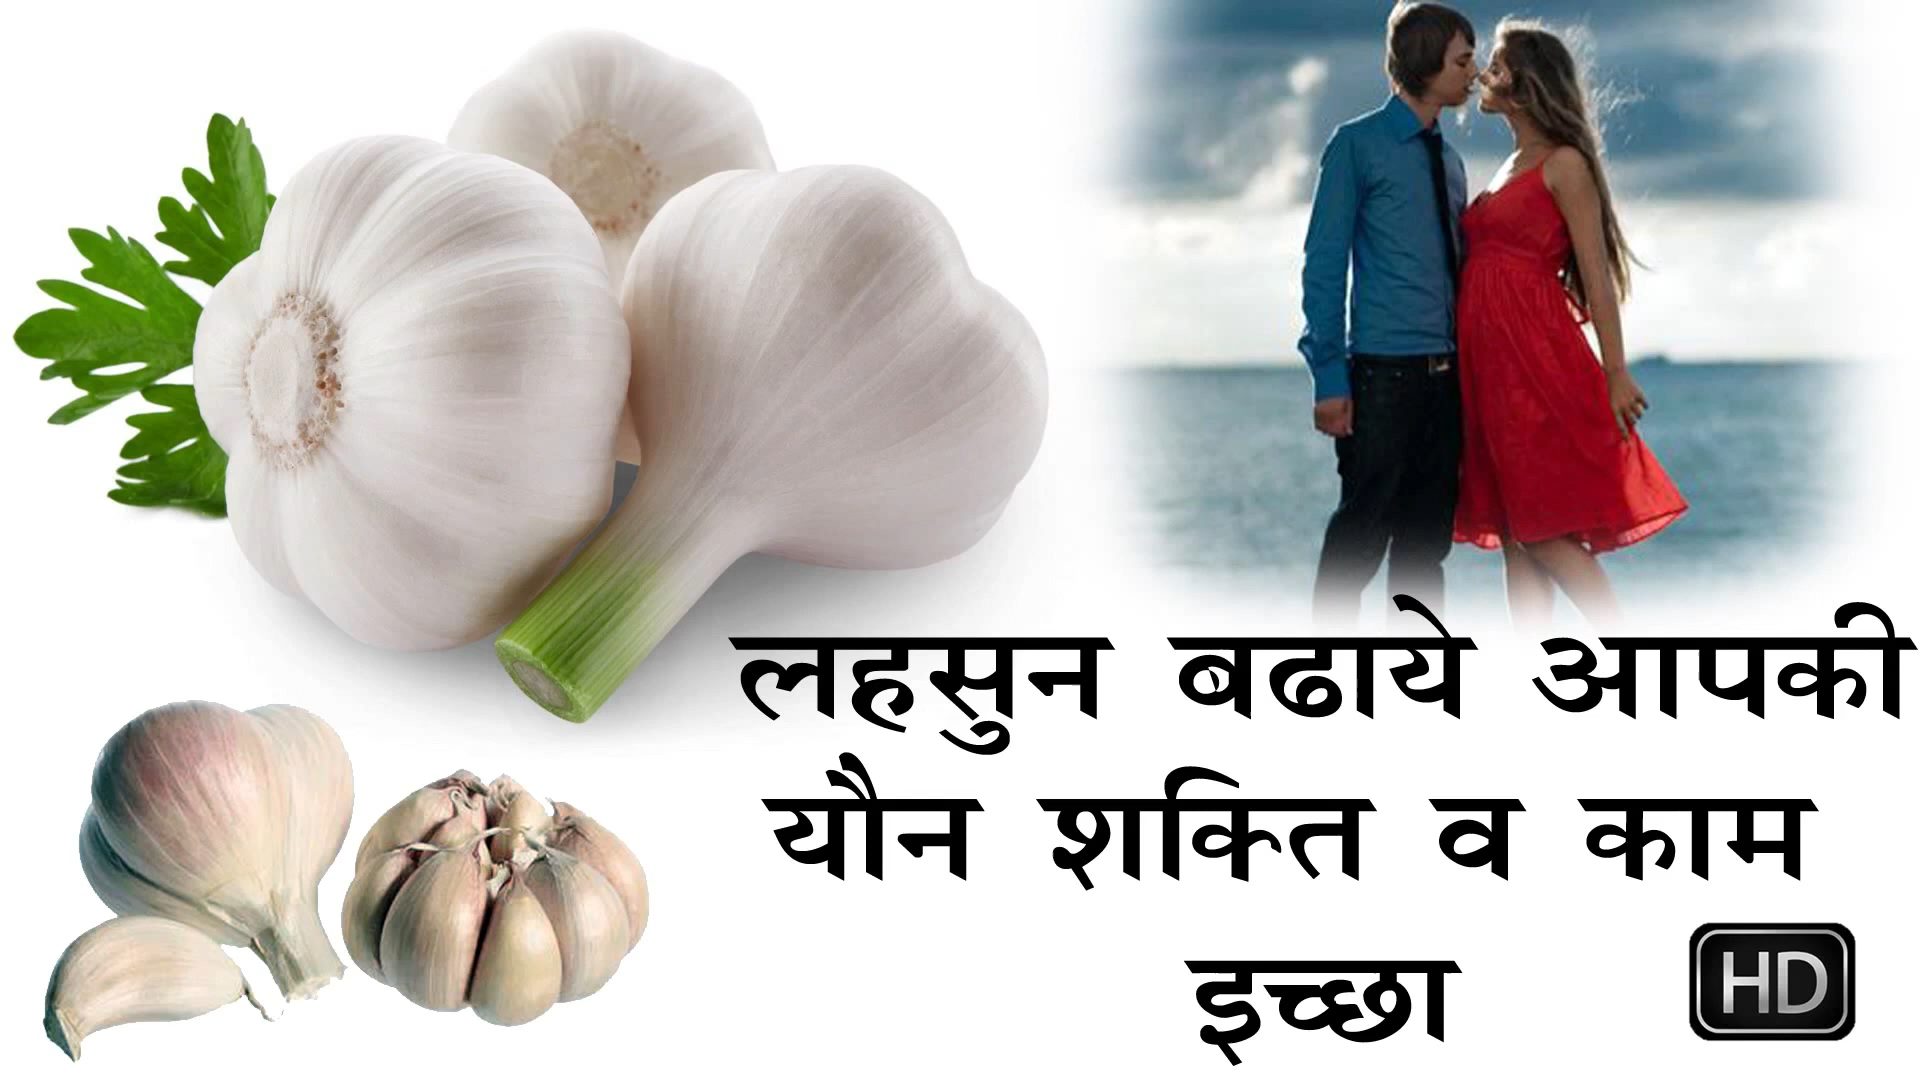 लहसुन बढाये आपकी
यौन शक्ति व काम
इच्छा
HD